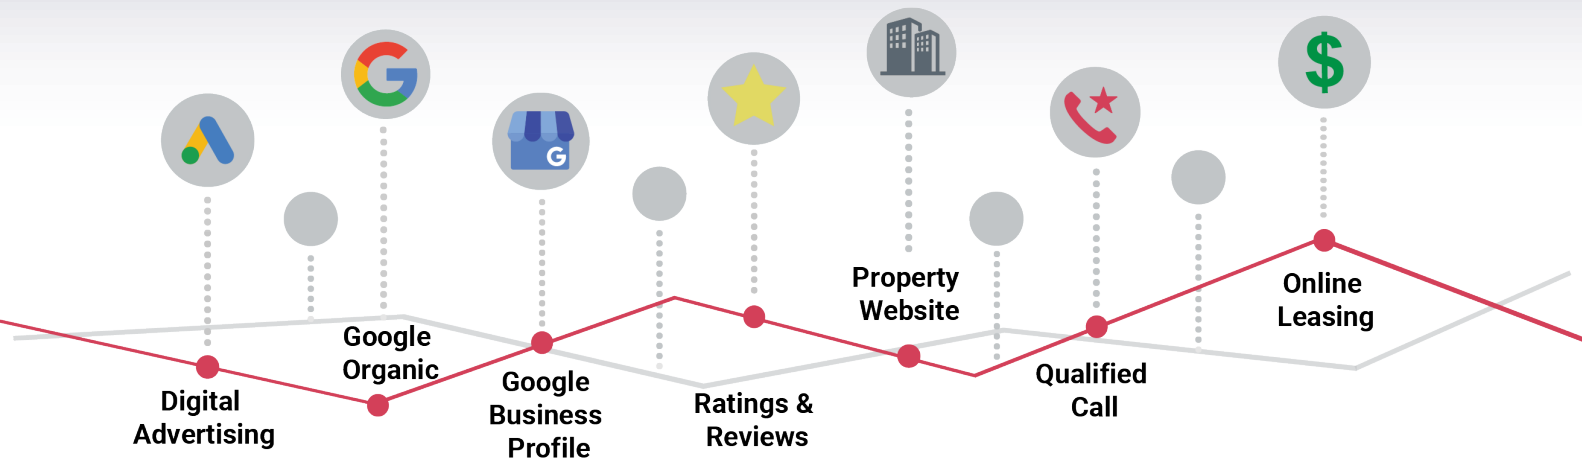 Digital
Advertising
Google
Organic
Google
Business
Profile
G
Ratings &
Reviews
Property
Website
Qualified
Call
Online
Leasing
$